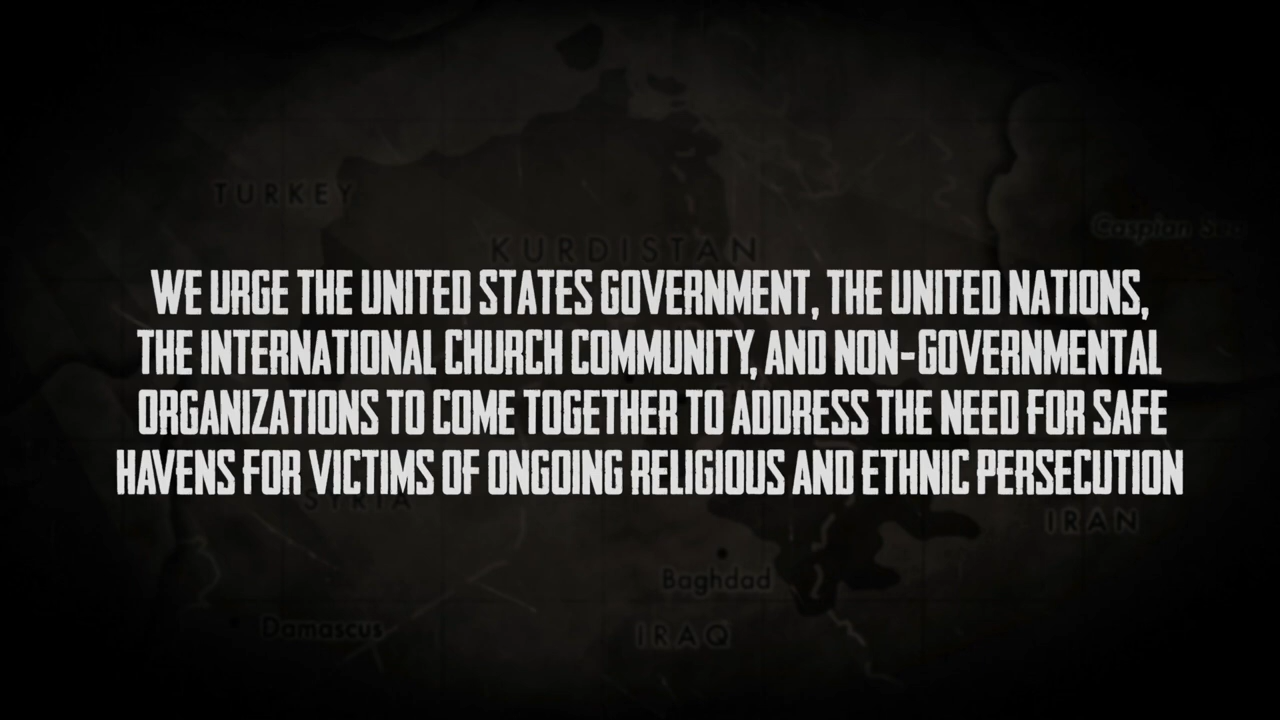 TURKEY
Caspian Sea
KURDISTAN
WE URGE THE UNITED STATES GOVERNMENT, THE UNITED NATIONS,
THE INTERNATIONAL CHURCH COMMUNITY, AND NON-GOVERNMENTAL
ORGANIZATIONS TO COME TOGETHER TO ADDRESS THE NEED FOR SAFE
HAVENS FOR VICTIMS OF ONGOING RELIGIOUS AND ETHNIC PERSECUTION
SYRIA
IRAN
Baghdad
Damascus
IRAQ